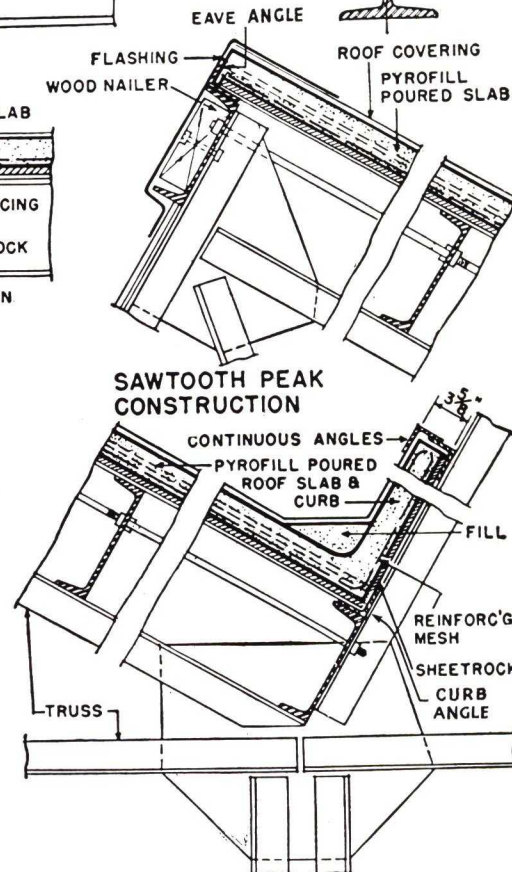 EAVE ANGLE
FLASHING
WOOD NAILER
ROOF COVERING
PYROFILL
POURED SLAB
LAB
CING
OCK
N
SAWTOOTH PEAK
CONSTRUCTION
3 5/8"
CONTINUOUS ANGLES
PYROFILL POURED
ROOF SLAB &
CURB
FILL
REINFORC'G
MESH
SHEETROCK
CURB
ANGLE
TRUSS